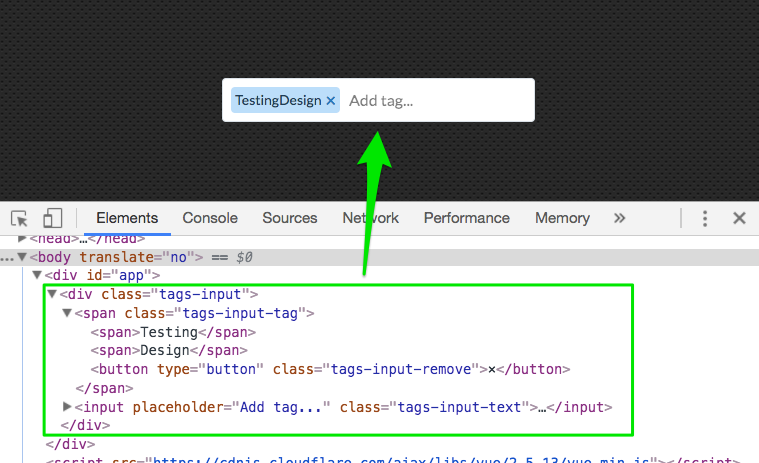 TestingDesign × Add tag...
Elements Console Sources Network Performance Memory »
▶<head>…</head>
…▼<body translate="no"> == $0
▼<div id="app">
▼<div class="tags-input">
▼<span class="tags-input-tag">
<span>Testing</span>
<span>Design</span>
<button type="button" class="tags-input-remove">×</button>
</span>
▶<input placeholder="Add tag..." class="tags-input-text">…</input>
</div>
</div>
<script src="https://cdnjs.cloudflare.com/ajax/libs/vue/2.5.13/vue.min.js"></script>